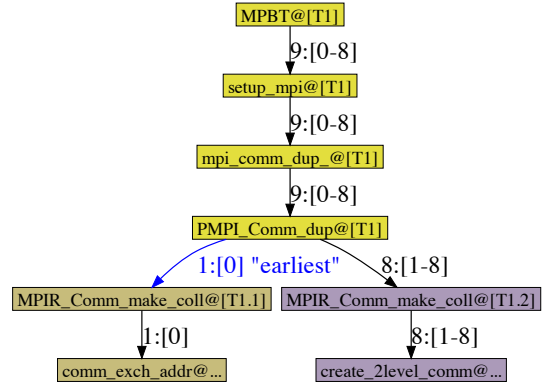 MPBT@[T1]
9:[0-8]
setup_mpi@[T1]
9:[0-8]
mpi_comm_dup_@[T1]
9:[0-8]
PMPI_Comm_dup@[T1]
1:[0] "earliest"
8:[1-8]
MPIR_Comm_make_coll@[T1.1]
MPIR_Comm_make_coll@[T1.2]
1:[0]
8:[1-8]
comm_exch_addr@...
create_2level_comm@...